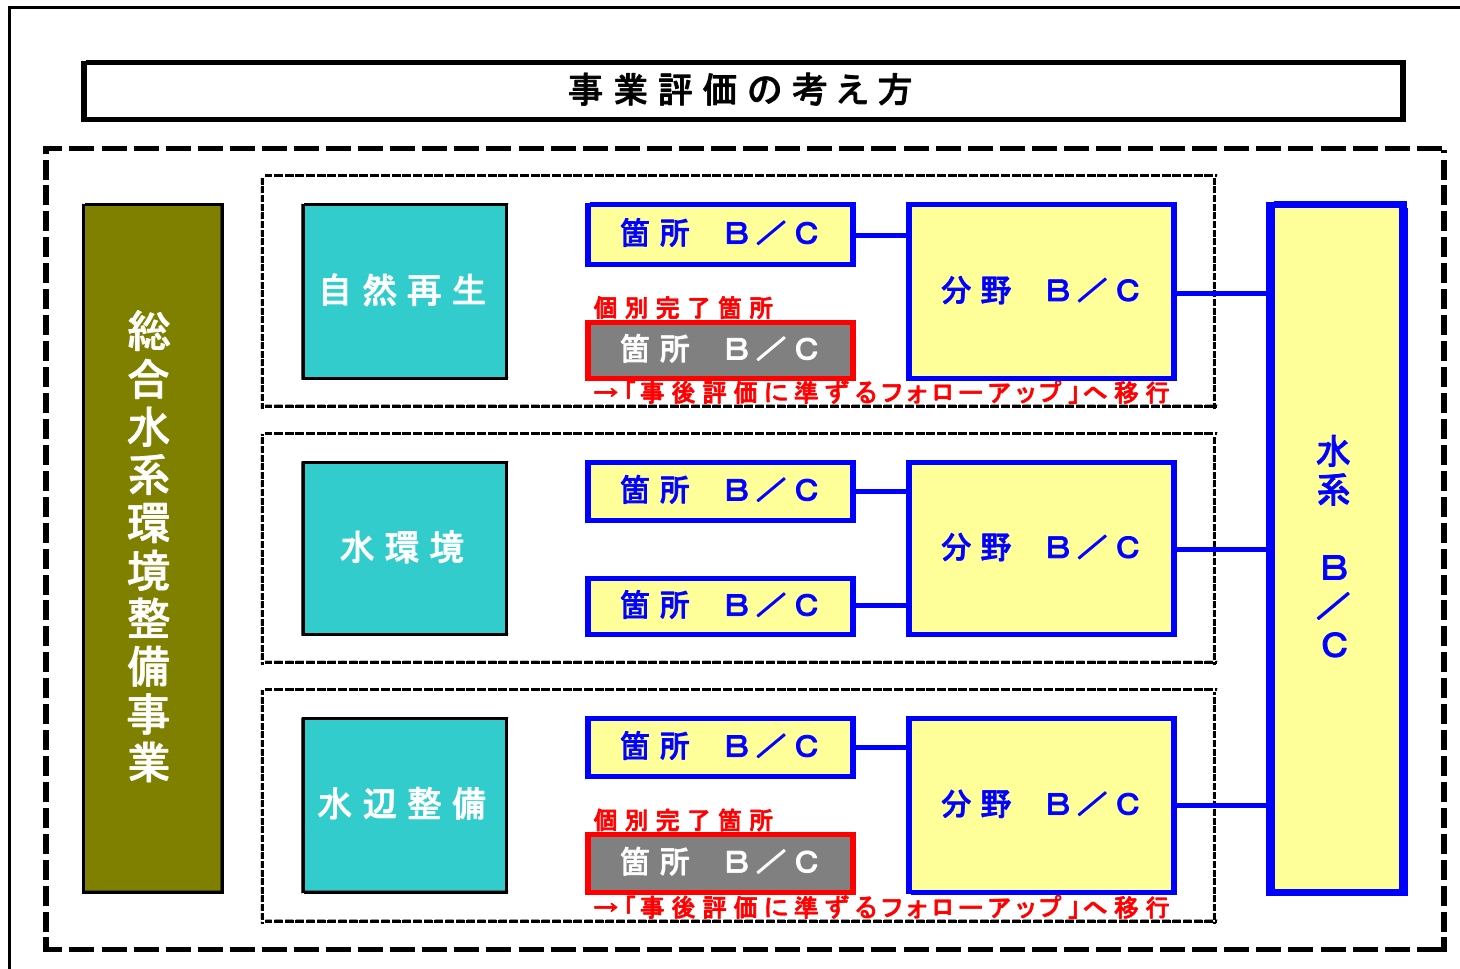 事業評価の考え方
総合水系環境整備事業
自然再生
箇所　Ｂ／Ｃ
個別完了箇所
箇所　Ｂ／Ｃ
→「事後評価に準ずるフォローアップ」へ移行
分野　Ｂ／Ｃ
水環境
箇所　Ｂ／Ｃ
箇所　Ｂ／Ｃ
分野　Ｂ／Ｃ
水辺整備
箇所　Ｂ／Ｃ
個別完了箇所
箇所　Ｂ／Ｃ
→「事後評価に準ずるフォローアップ」へ移行
分野　Ｂ／Ｃ
水系　Ｂ／Ｃ